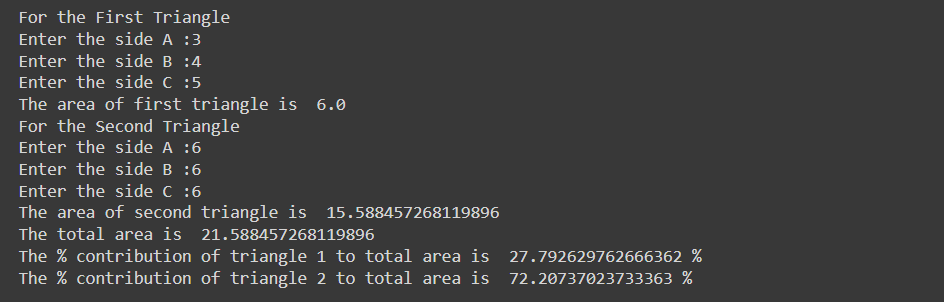 For the First Triangle
Enter the side A :3
Enter the side B :4
Enter the side C :5
The area of first triangle is  6.0
For the Second Triangle
Enter the side A :6
Enter the side B :6
Enter the side C :6
The area of second triangle is  15.588457268119896
The total area is  21.588457268119896
The % contribution of triangle 1 to total area is  27.792629762666362 %
The % contribution of triangle 2 to total area is  72.20737023733363 %